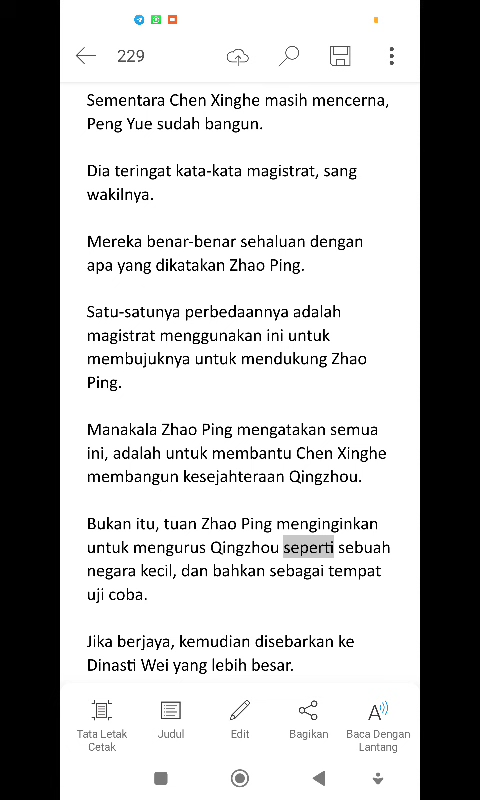 229
Sementara Chen Xinghe masih mencerna,
Peng Yue sudah bangun.
Dia teringat kata-kata magistrat, sang
wakilnya.
Mereka benar-benar sehaluan dengan
apa yang dikatakan Zhao Ping.
Satu-satunya perbedaannya adalah
magistrat menggunakan ini untuk
membujuknya untuk mendukung Zhao
Ping.
Manakala Zhao Ping mengatakan semua
ini, adalah untuk membantu Chen Xinghe
membangun kesejahteraan Qingzhou.
Bukan itu, tuan Zhao Ping menginginkan
untuk mengurus Qingzhou seperti sebuah
negara kecil, dan bahkan sebagai tempat
uji coba.
Jika berjaya, kemudian disebarkan ke
Dinasti Wei yang lebih besar.
Tata Letak
Cetak
Judul
Edit
Bagikan
Baca Dengan
Lantang